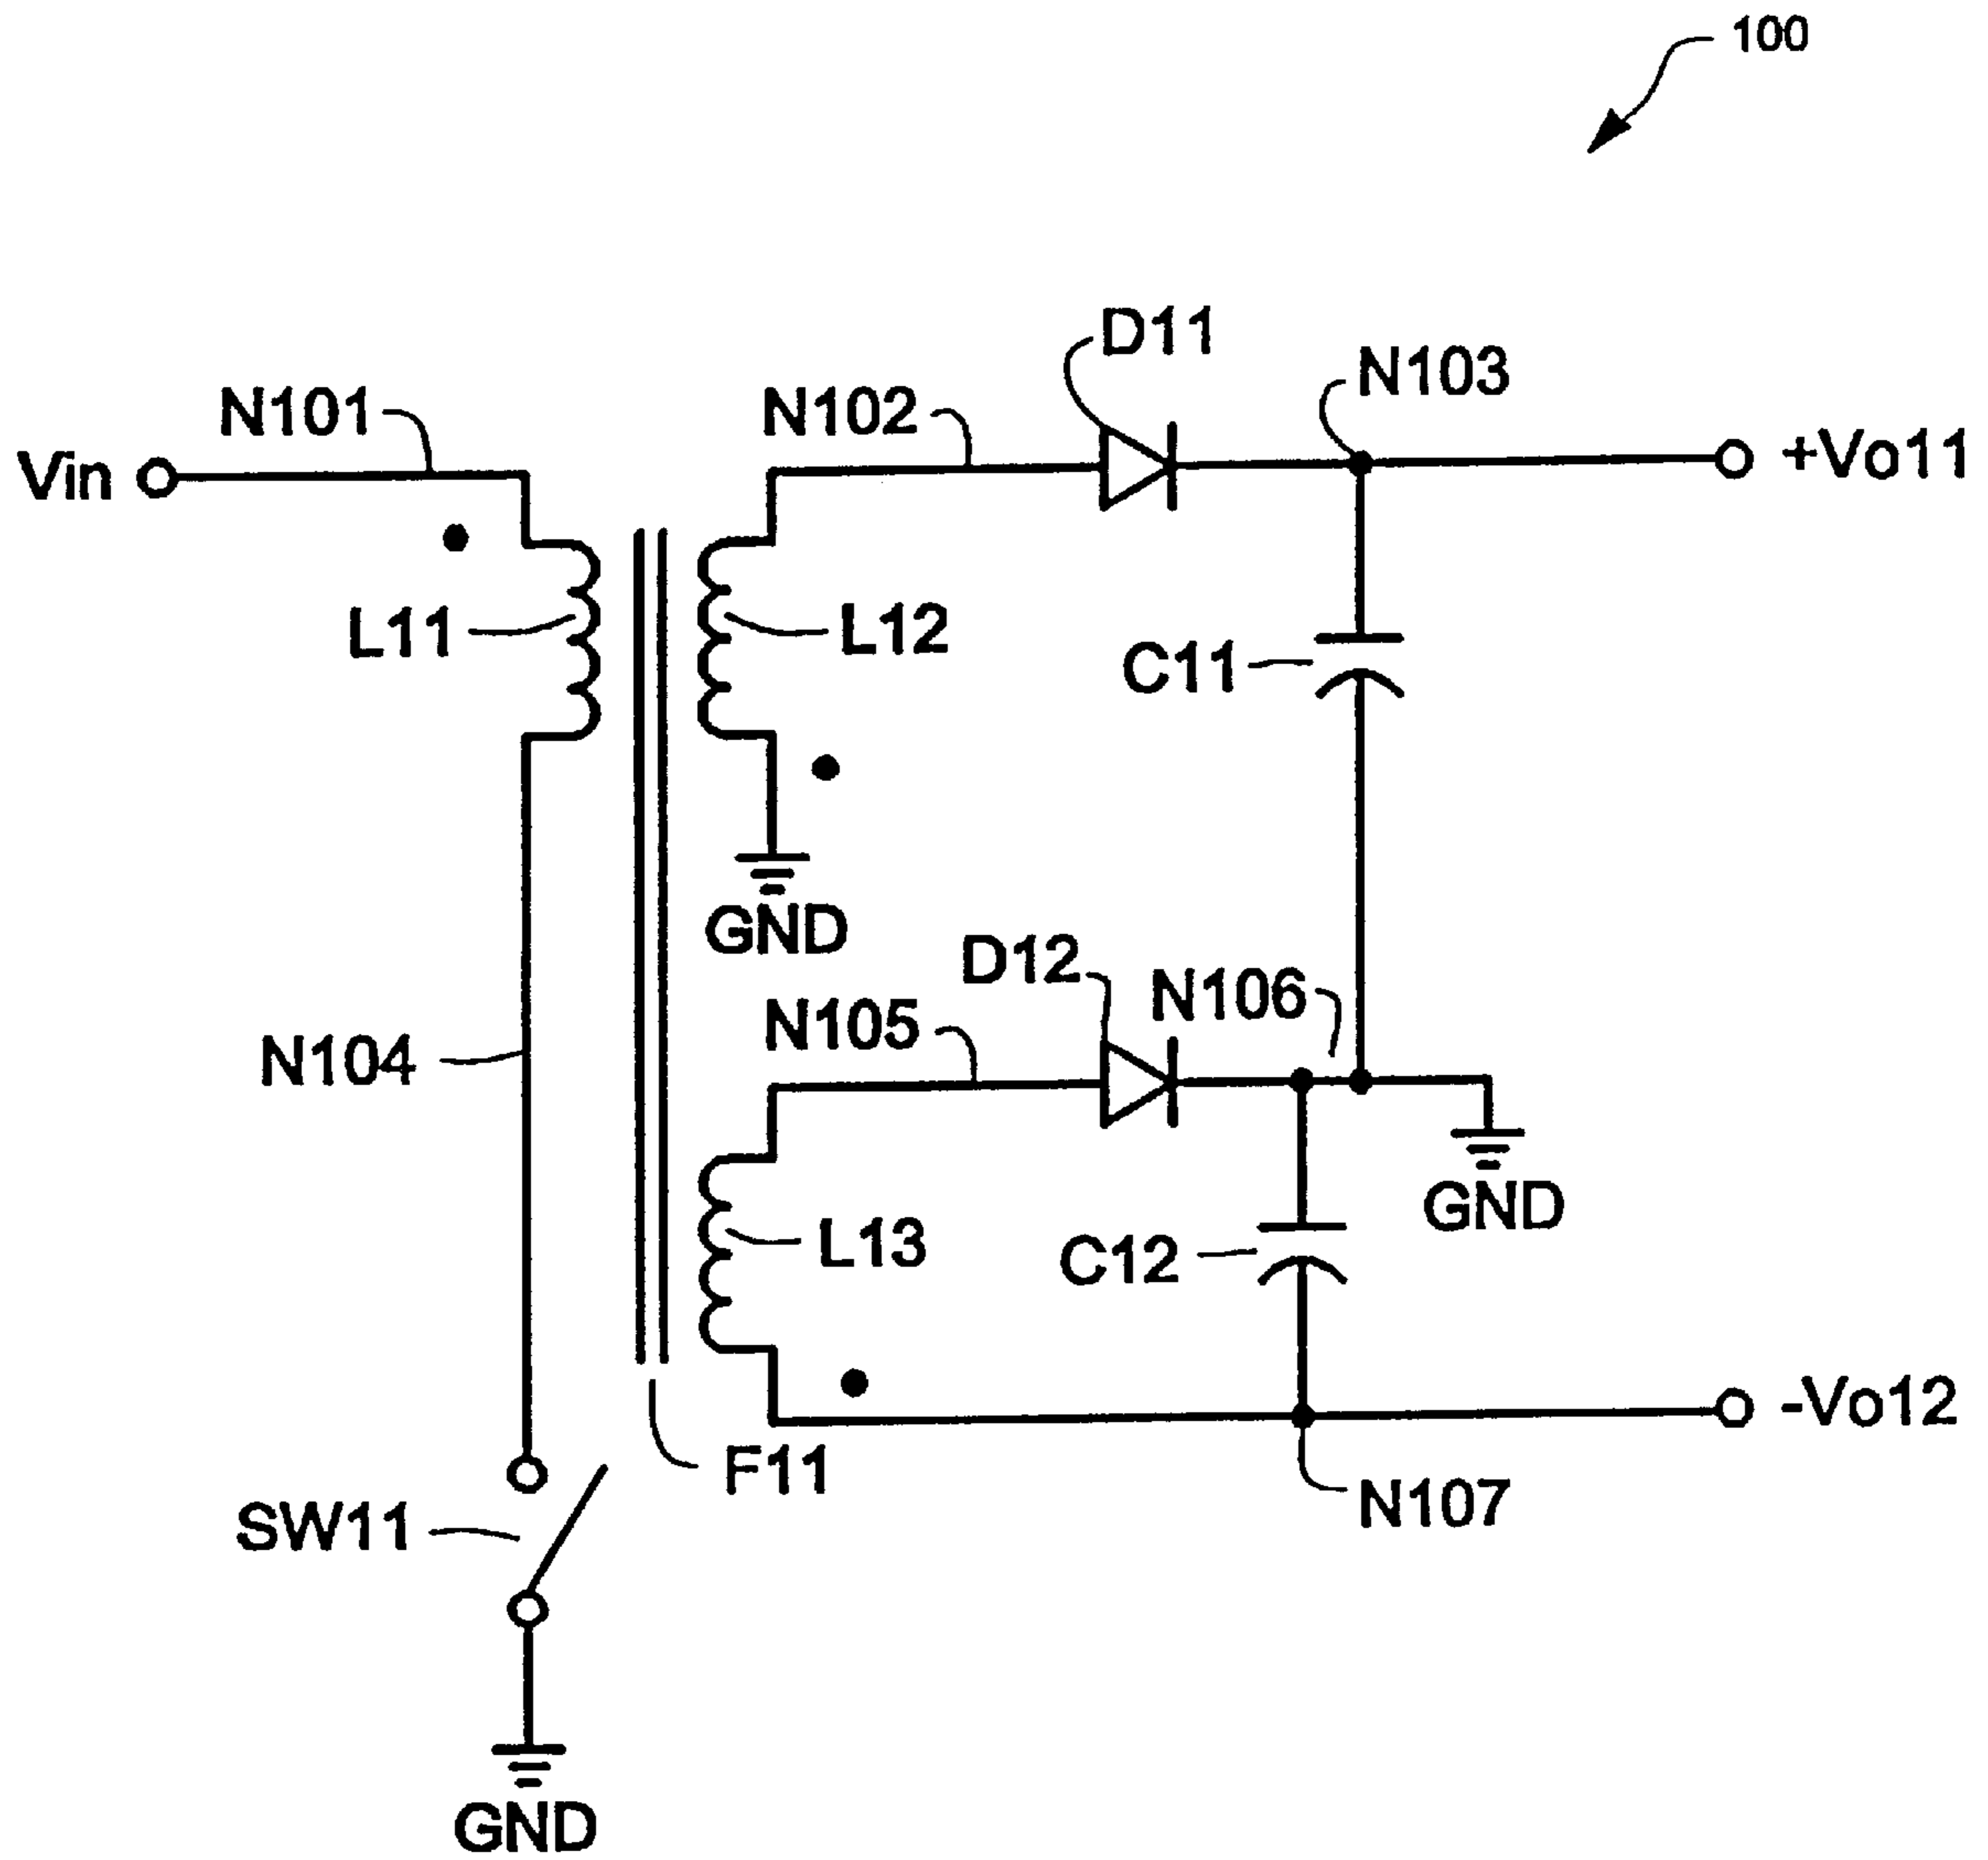 100
D11
N103
N101
N102
Vin
+Vo11
L11
L12
C11
GND
D12
N106
N105
N104
GND
L13
C12
-Vo12
F11
N107
SW11
GND